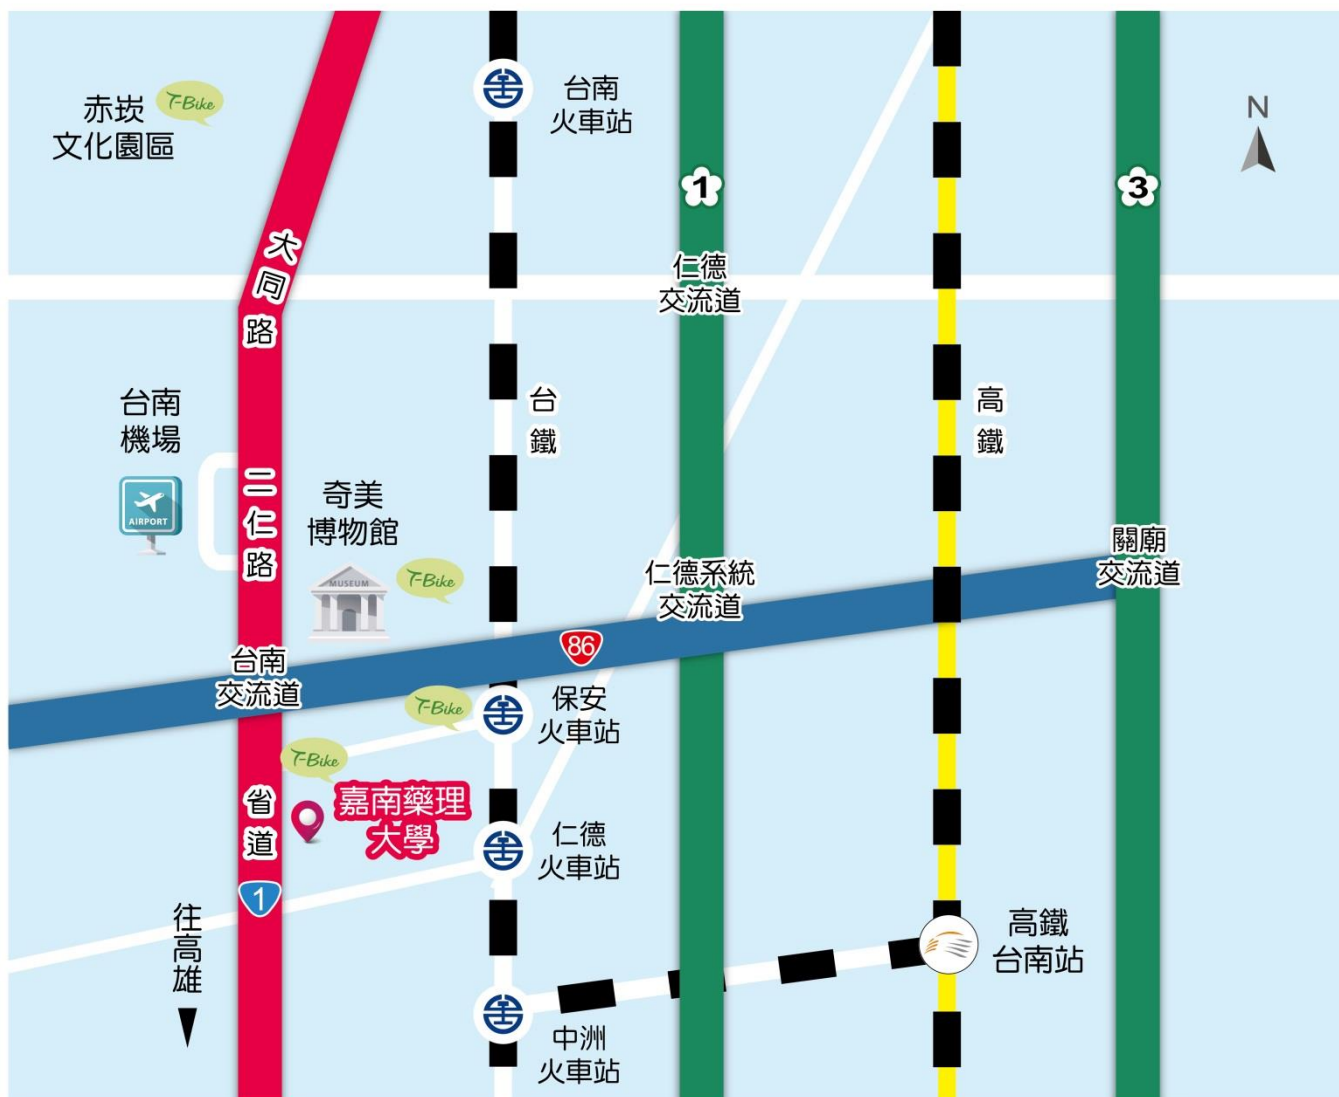 赤崁
文化園區
T-Bike
台南
火車站
N
1
3
大同路
仁德
交流道
台鐵
高鐵
台南
機場
AIRPORT
二仁路
奇美
博物館
MUSEUM
T-Bike
仁德系統
交流道
關廟
交流道
86
台南
交流道
T-Bike
保安
火車站
T-Bike
省道
嘉南藥理
大學
仁德
火車站
1
往高雄
高鐵
台南站
中洲
火車站